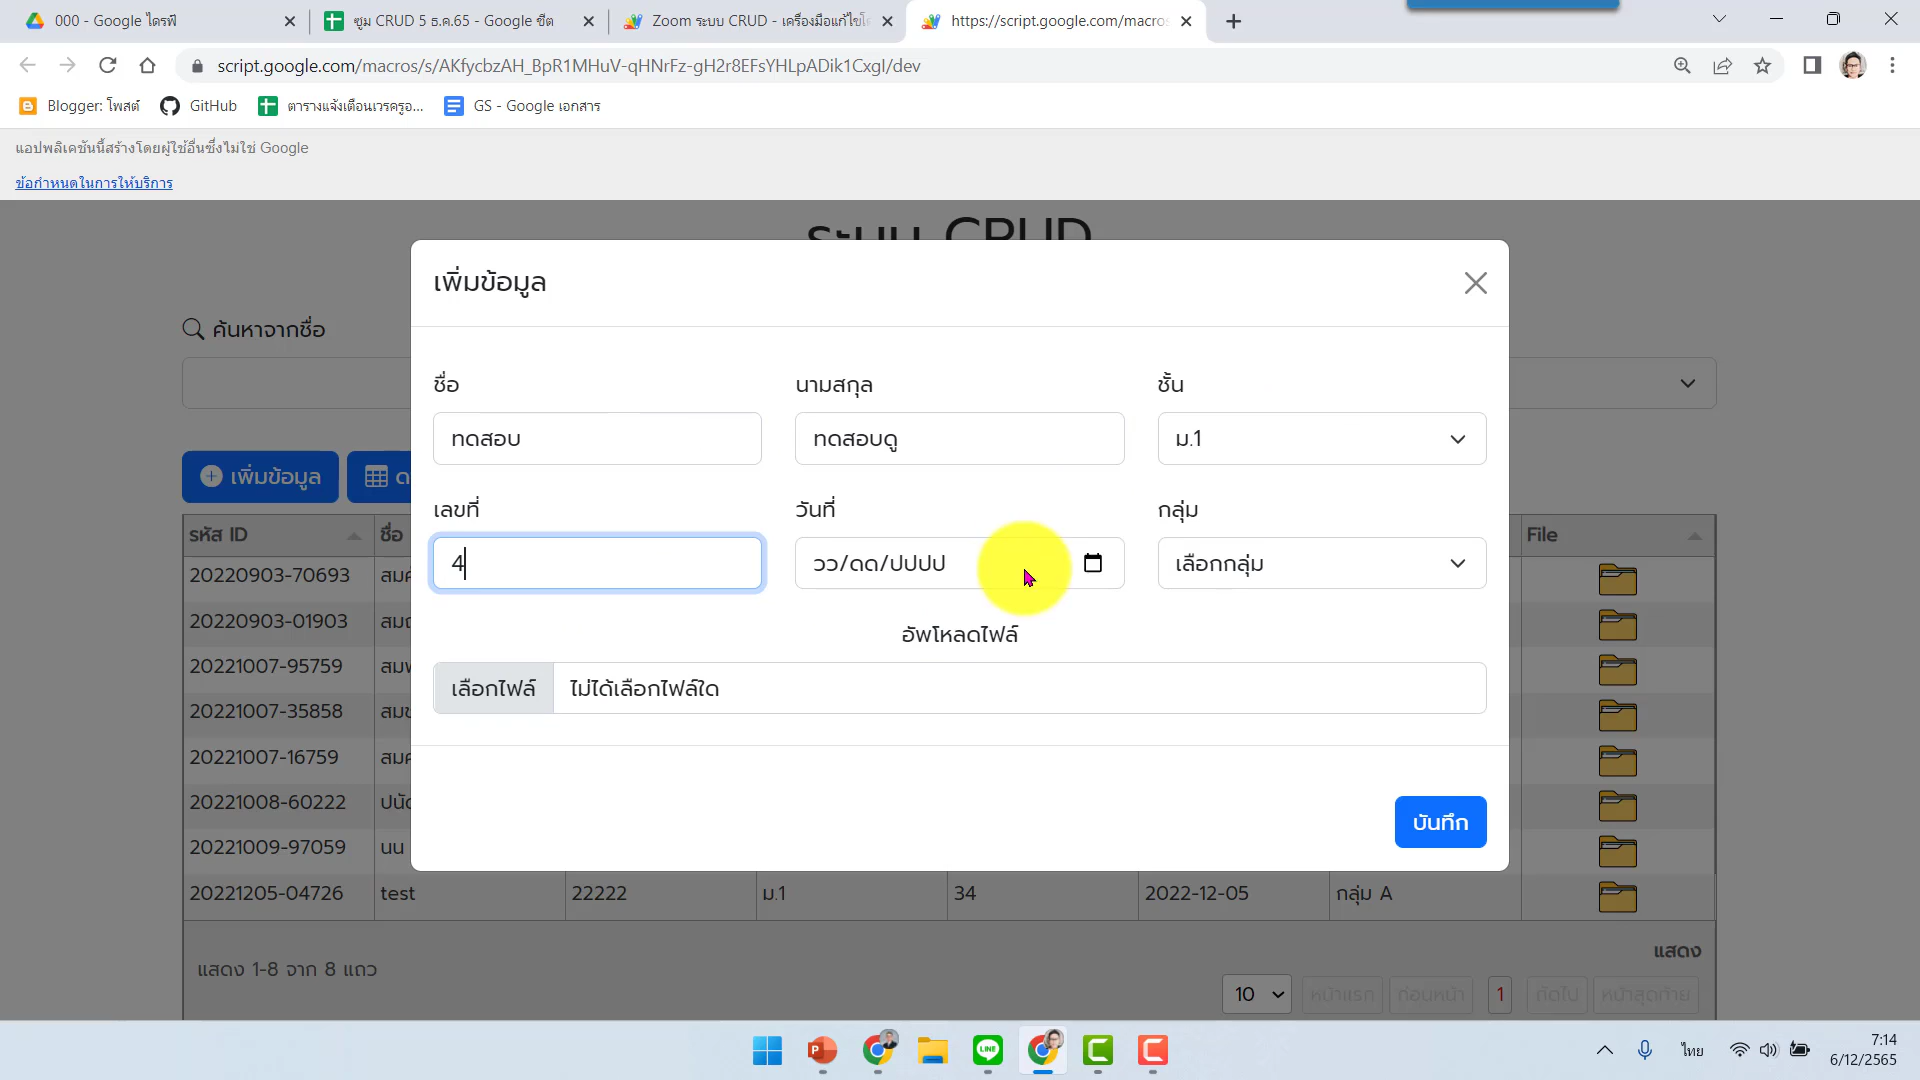 000 - Google ไดรฟ์
ซูม CRUD 5 ธ.ค.65 - Google ชีต
Zoom ระบบ CRUD - เครื่องมือแก้ไข
https://script.google.com/macros
script.google.com/macros/s/AKfycbzAH_BpR1MHuV-qHNrFz-gH2r8EFsYHLpADik1CxgI/dev
Blogger: โพสต์
GitHub
ตารางแจ้งเตือนเวรครูอ...
GS - Google เอกสาร
แอปพลิเคชันนี้สร้างโดยผู้ใช้อื่นซึ่งไม่ใช่ Google
ข้อกำหนดในการให้บริการ
ระบบ CRUD
เพิ่มข้อมูล
ค้นหาจากชื่อ
ชื่อ นามสกุล ชั้น
ทดสอบ ทดสอบดู ม.1
เพิ่มข้อมูล
เลขที่ วันที่ กลุ่ม
รหัส ID ชื่อ File
4 วว/ดด/ปปปป เลือกกลุ่ม
20220903-70693
20220903-01903
อัพโหลดไฟล์
20221007-95759
เลือกไฟล์ ไม่ได้เลือกไฟล์ใด
20221007-35858
20221007-16759
20221008-60222
บันทึก
20221009-97059 นน
20221205-04726 test 22222 ม.1 34 2022-12-05 กลุ่ม A
แสดง
แสดง 1-8 จาก 8 แถว
10 หน้าแรก ก่อนหน้า 1 ถัดไป หน้าสุดท้าย
LINE
ไทย
7:14
6/12/2565